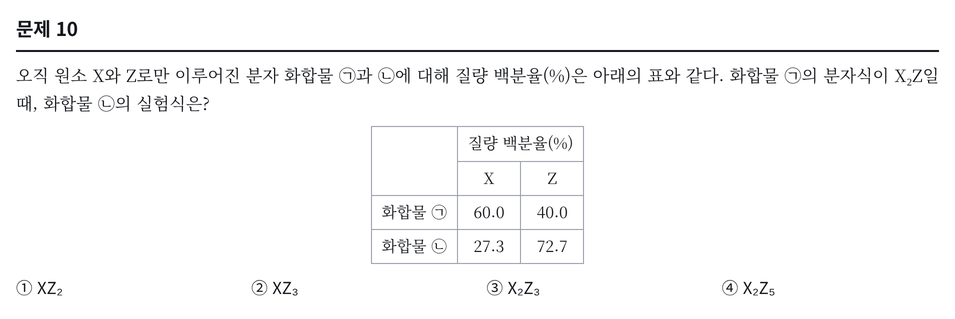 문제 10
오직 원소 X와 Z로만 이루어진 분자 화합물 ㉠과 ㉡에 대해 질량 백분율(%)은 아래의 표와 같다. 화합물 ㉠의 분자식이 X₂Z일
때, 화합물 ㉡의 실험식은?
질량 백분율(%)
X Z
화합물 ㉠ 60.0 40.0
화합물 ㉡ 27.3 72.7
① XZ₂ ② XZ₃ ③ X₂Z₃ ④ X₂Z₅